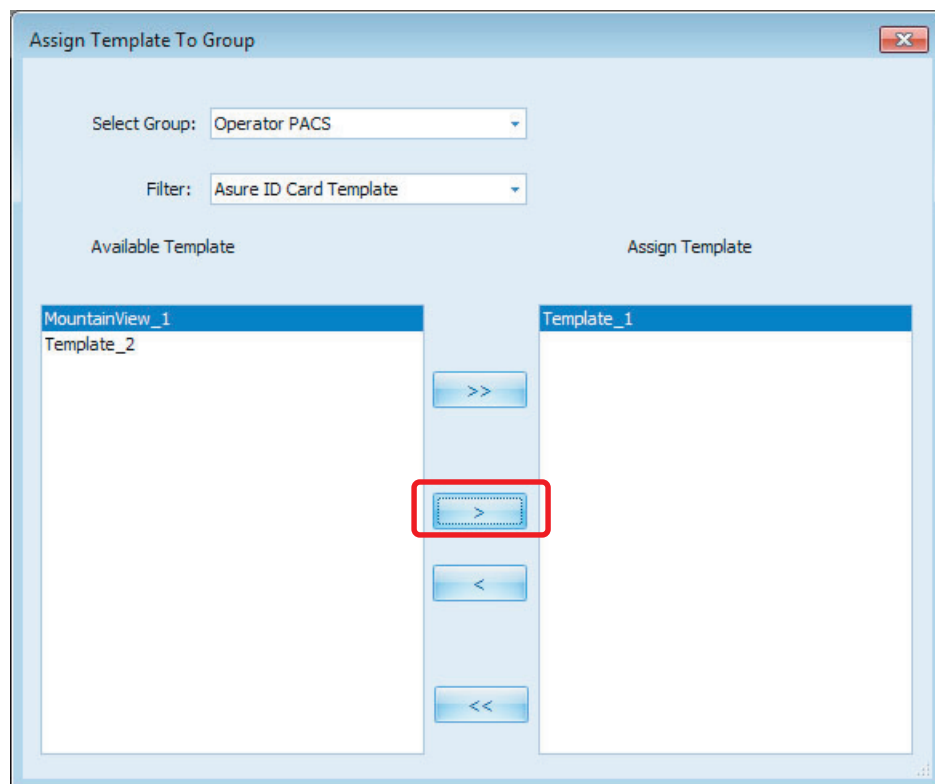 Assign Template To Group
Select Group: Operator PACS
Filter: Asure ID Card Template
Available Template Assign Template
MountainView_1 Template_1
Template_2
>>
>
<
<<